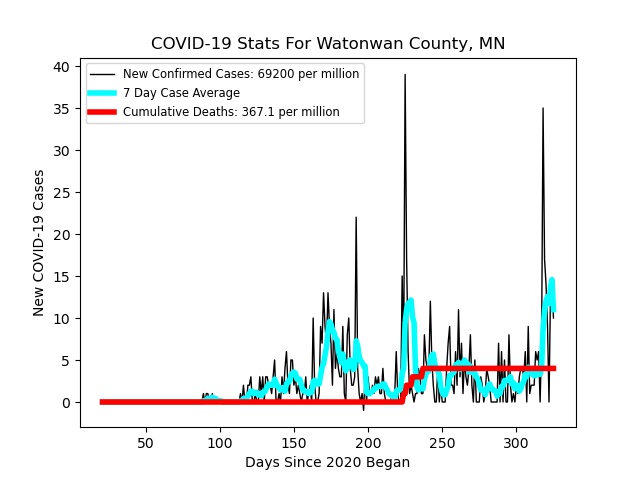 COVID-19 Stats For Watonwan County, MN
New Confirmed Cases: 69200 per million
7 Day Case Average
Cumulative Deaths: 367.1 per million
New COVID-19 Cases
40
35
30
25
20
15
10
5
0
50 100 150 200 250 300
Days Since 2020 Began